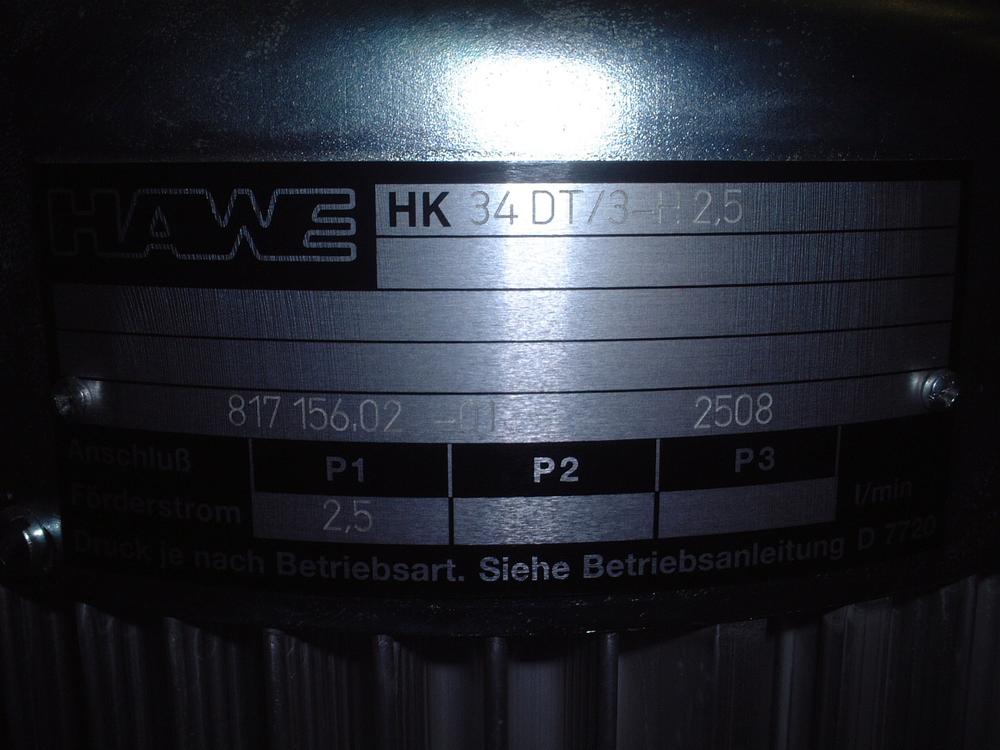 HAWE HK 34 DT/3-H 2,5
817 156.02 -01 2508
Anschluß P1 P2 P3
Förderstrom 2,5 l/min
Druck je nach Betriebsart. Siehe Betriebsanleitung D 7720